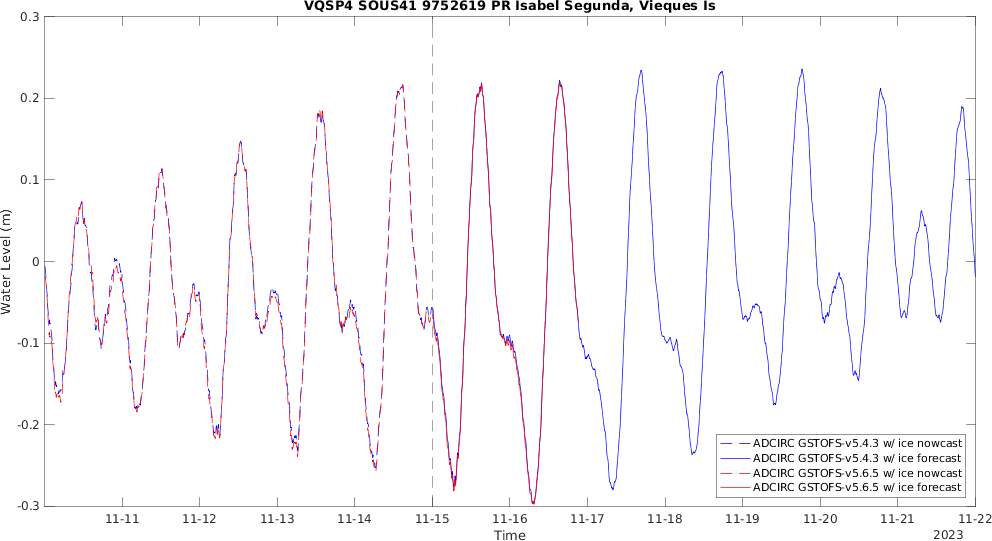 VQSP4 SOUS41 9752619 PR Isabel Segunda, Vieques Is
Water Level (m)
0.3
0.2
0.1
0
-0.1
-0.2
-0.3
ADCIRC GSTOFS-v5.4.3 w/ ice nowcast
ADCIRC GSTOFS-v5.4.3 w/ ice forecast
ADCIRC GSTOFS-v5.6.5 w/ ice nowcast
ADCIRC GSTOFS-v5.6.5 w/ ice forecast
11-11 11-12 11-13 11-14 11-15 11-16 11-17 11-18 11-19 11-20 11-21 11-22
Time
2023